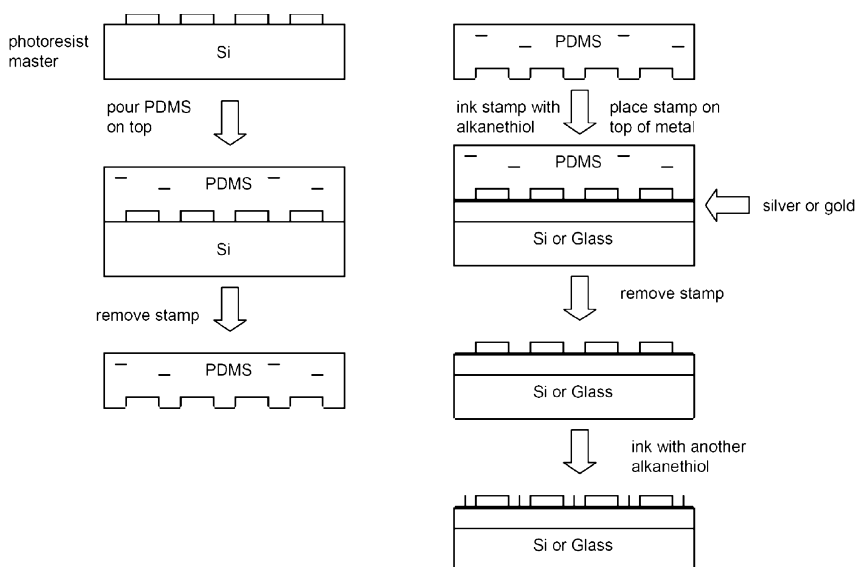 photoresist
master
Si
pour PDMS
on top
PDMS
Si
remove stamp
PDMS
PDMS
ink stamp with
alkanethiol
place stamp on
top of metal
PDMS
silver or gold
Si or Glass
remove stamp
Si or Glass
ink with another
alkanethiol
Si or Glass